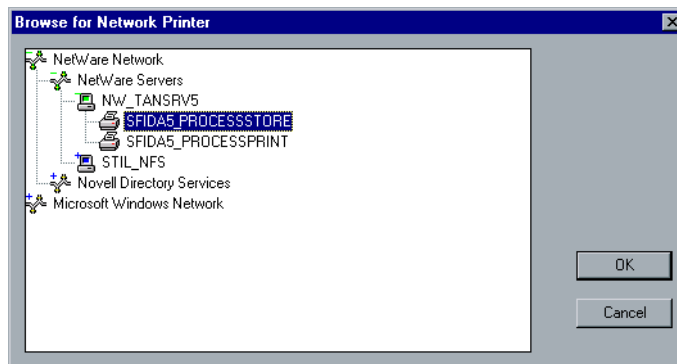 Browse for Network Printer
NetWare Network
NetWare Servers
NW_TANSRV5
SFIDA5_PROCESSSTORE
SFIDA5_PROCESSPRINT
STIL_NFS
Novell Directory Services
Microsoft Windows Network
OK
Cancel